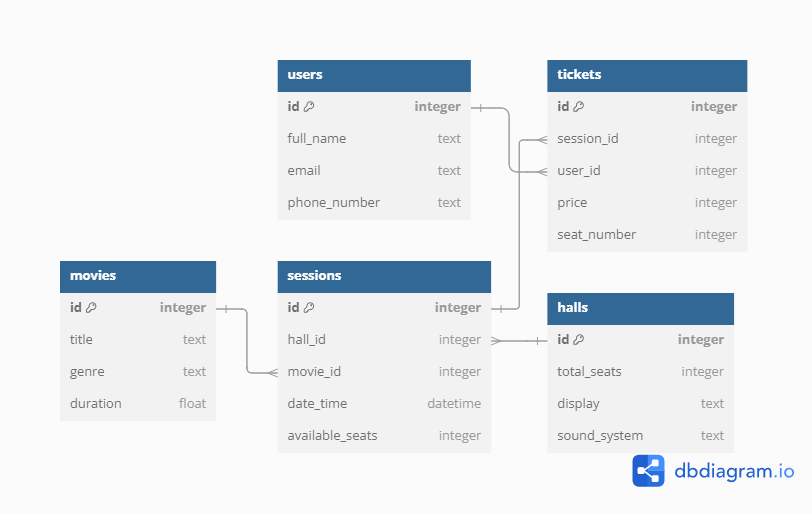 users
id integer
full_name text
email text
phone_number text
tickets
id integer
session_id integer
user_id integer
price integer
seat_number integer
movies
id integer
title text
genre text
duration float
sessions
id integer
hall_id integer
movie_id integer
date_time datetime
available_seats integer
halls
id integer
total_seats integer
display text
sound_system text
dbdiagram.io